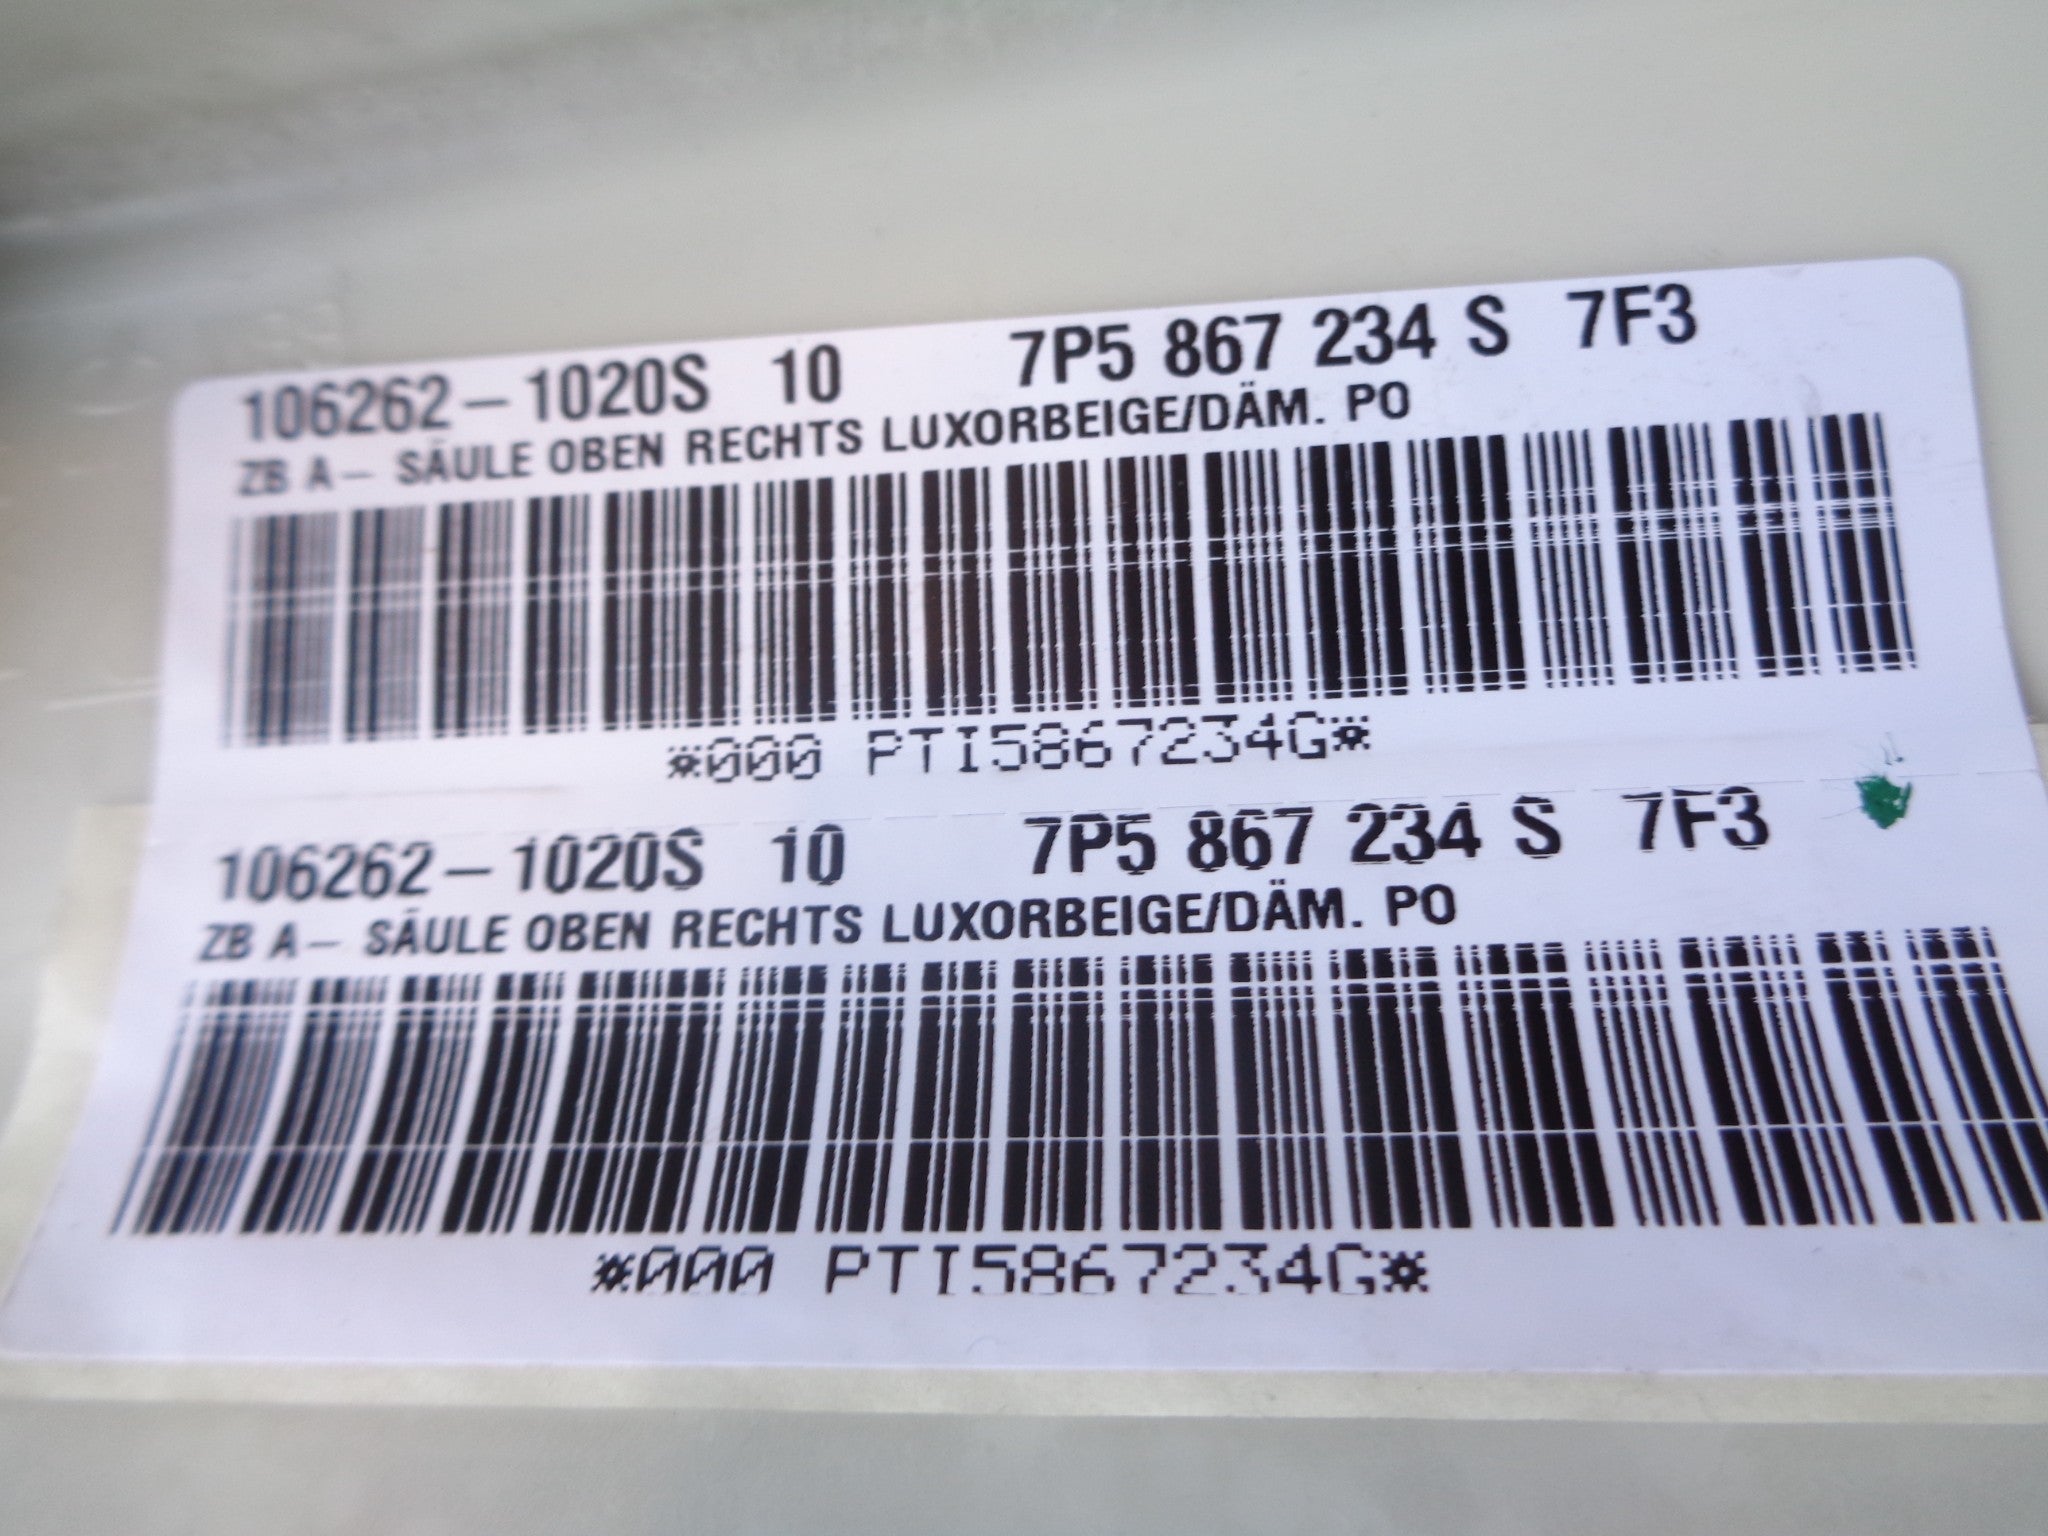 106262-1020S 10 7P5 867 234 S 7F3
ZB A- SÄULE OBEN RECHTS LUXORBEIGE/DÄM. PO
*000 PTI5867234G*
106262-1020S 10 7P5 867 234 S 7F3
ZB A- SÄULE OBEN RECHTS LUXORBEIGE/DÄM. PO
*000 PTI5867234G*